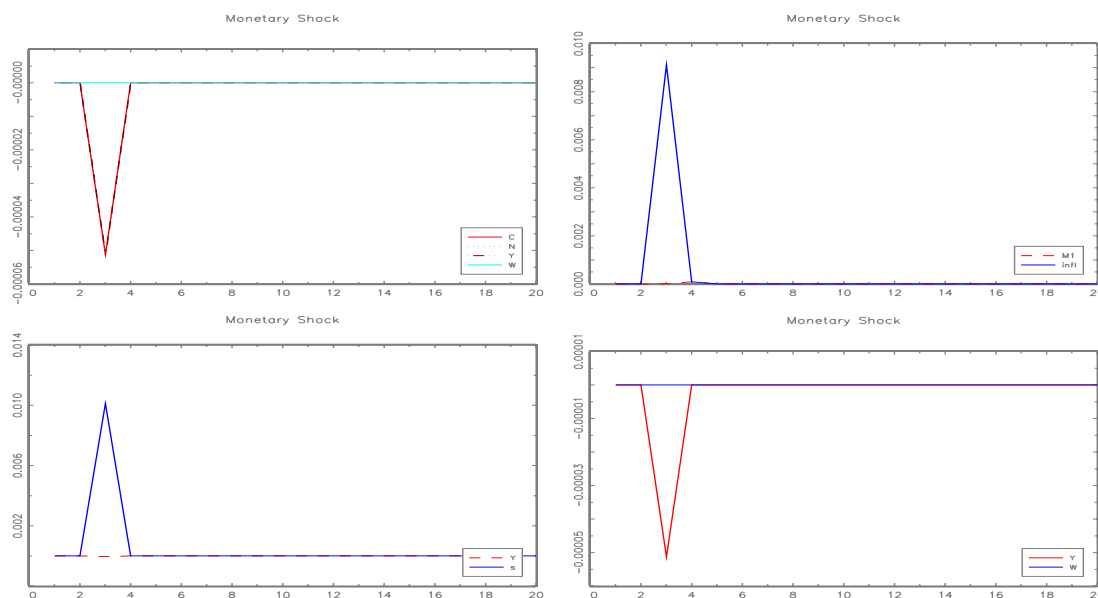 Monetary Shock
-0.00000
-0.00002
-0.00004
-0.00006
C
N
Y
W
0 2 4 6 8 10 12 14 16 18 20
Monetary Shock
0.010
0.008
0.006
0.004
0.002
0.000
M1
infl
0 2 4 6 8 10 12 14 16 18 20
Monetary Shock
0.014
0.010
0.006
0.002
Y
s
0 2 4 6 8 10 12 14 16 18 20
Monetary Shock
0.00001
-0.00001
-0.00003
-0.00005
Y
W
0 2 4 6 8 10 12 14 16 18 20